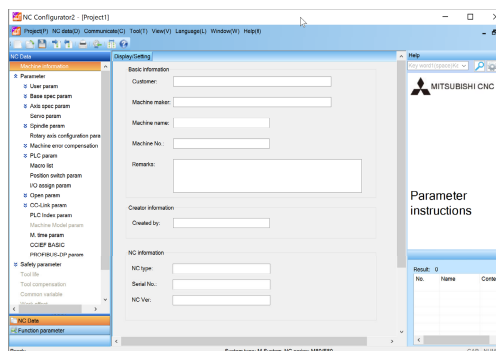 NC Configurator2 - [Project1]
Project(P) NC data(D) Communicate(C) Tool(T) View(V) Language(L) Window(W) Help(I)
NC Data
Machine information
Parameter
User param
Base spec param
Axis spec param
Servo param
Spindle param
Rotary axis configuration para
Machine error compensation
PLC param
Macro list
Position switch param
I/O assign param
Open param
CC-Link param
PLC Index param
Machine Model param
M. time param
CCIEF BASIC
PROFIBUS-DP param
Safety parameter
Tool life
Tool compensation
Common variable
NC Data
Function parameter
Display/Setting
Basic information
Customer:
Machine maker:
Machine name:
Machine No.:
Remarks:
Creator information
Created by:
NC information
NC type:
Serial No.:
NC Ver.:
Help
MITSUBISHI CNC
Parameter
instructions
Result: 0
No. Name Conte